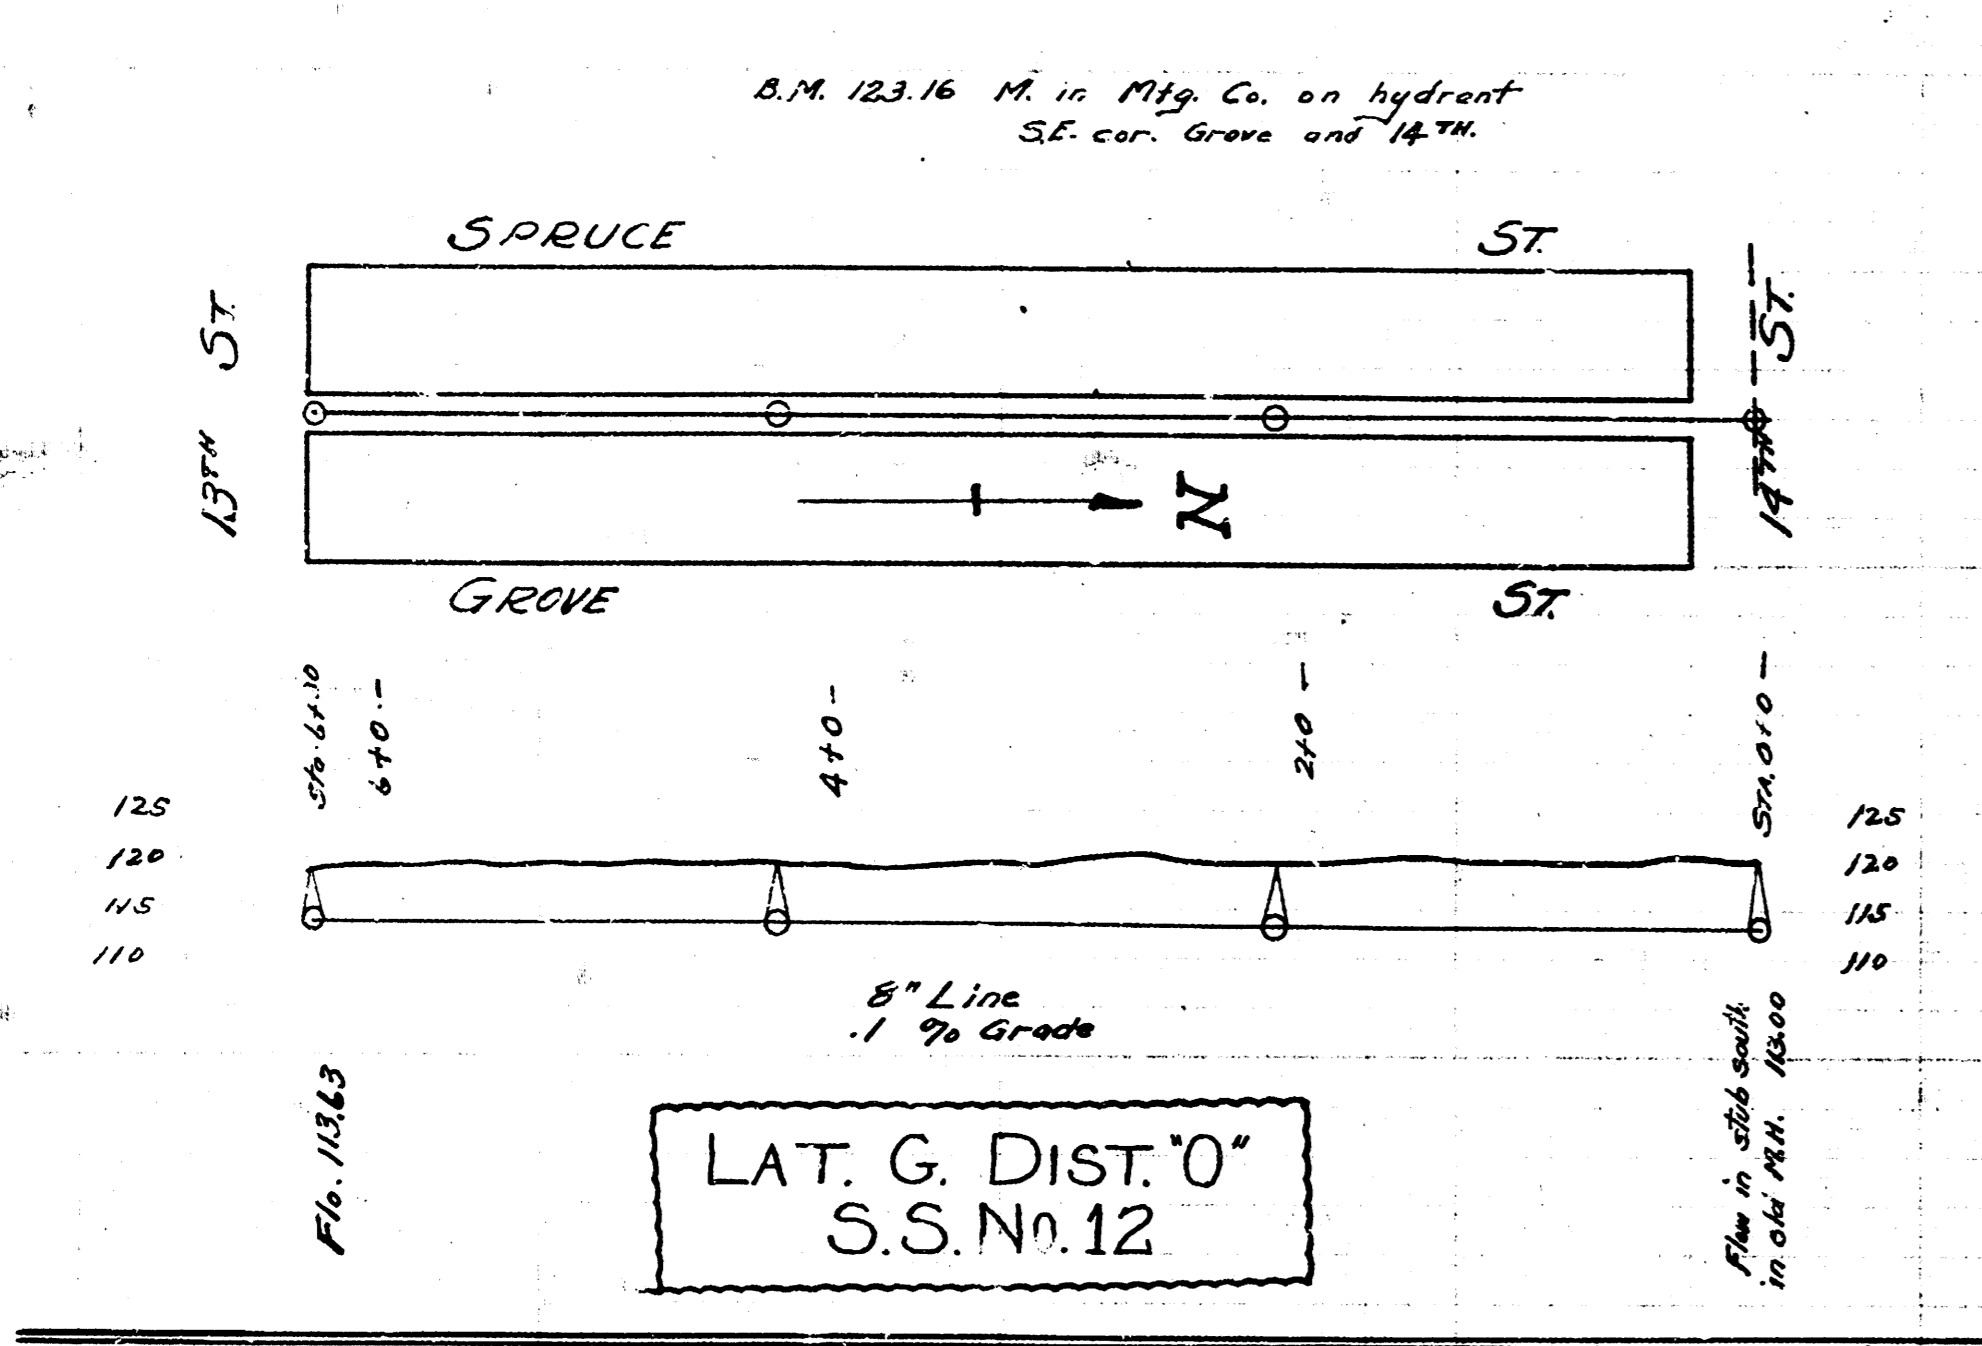 B.M. 123.16 M. in Mfg. Co. on hydrant
S.E. cor. Grove and 14TH.
SPRUCE ST.
13TH ST.
14TH ST.
N
GROVE ST.
Sta. 6+30
6+0.-
4+0-
2+0-
STA. 0+0-
125
120
115
110
125
120
115
110
8" Line
.1 % Grade
Flo. 113.63
Flow in stub south
in old M.H. 113.00
LAT. G. DIST. "O"
S.S. No. 12